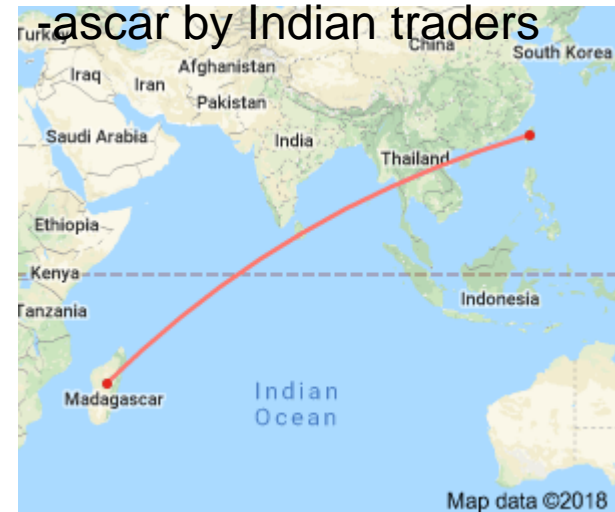 -ascar by Indian traders
Turkey
China
South Korea
Afghanistan
Iraq
Iran
Pakistan
Saudi Arabia
India
Thailand
Ethiopia
Kenya
Indonesia
Tanzania
Madagascar
Indian
Ocean
Map data ©2018